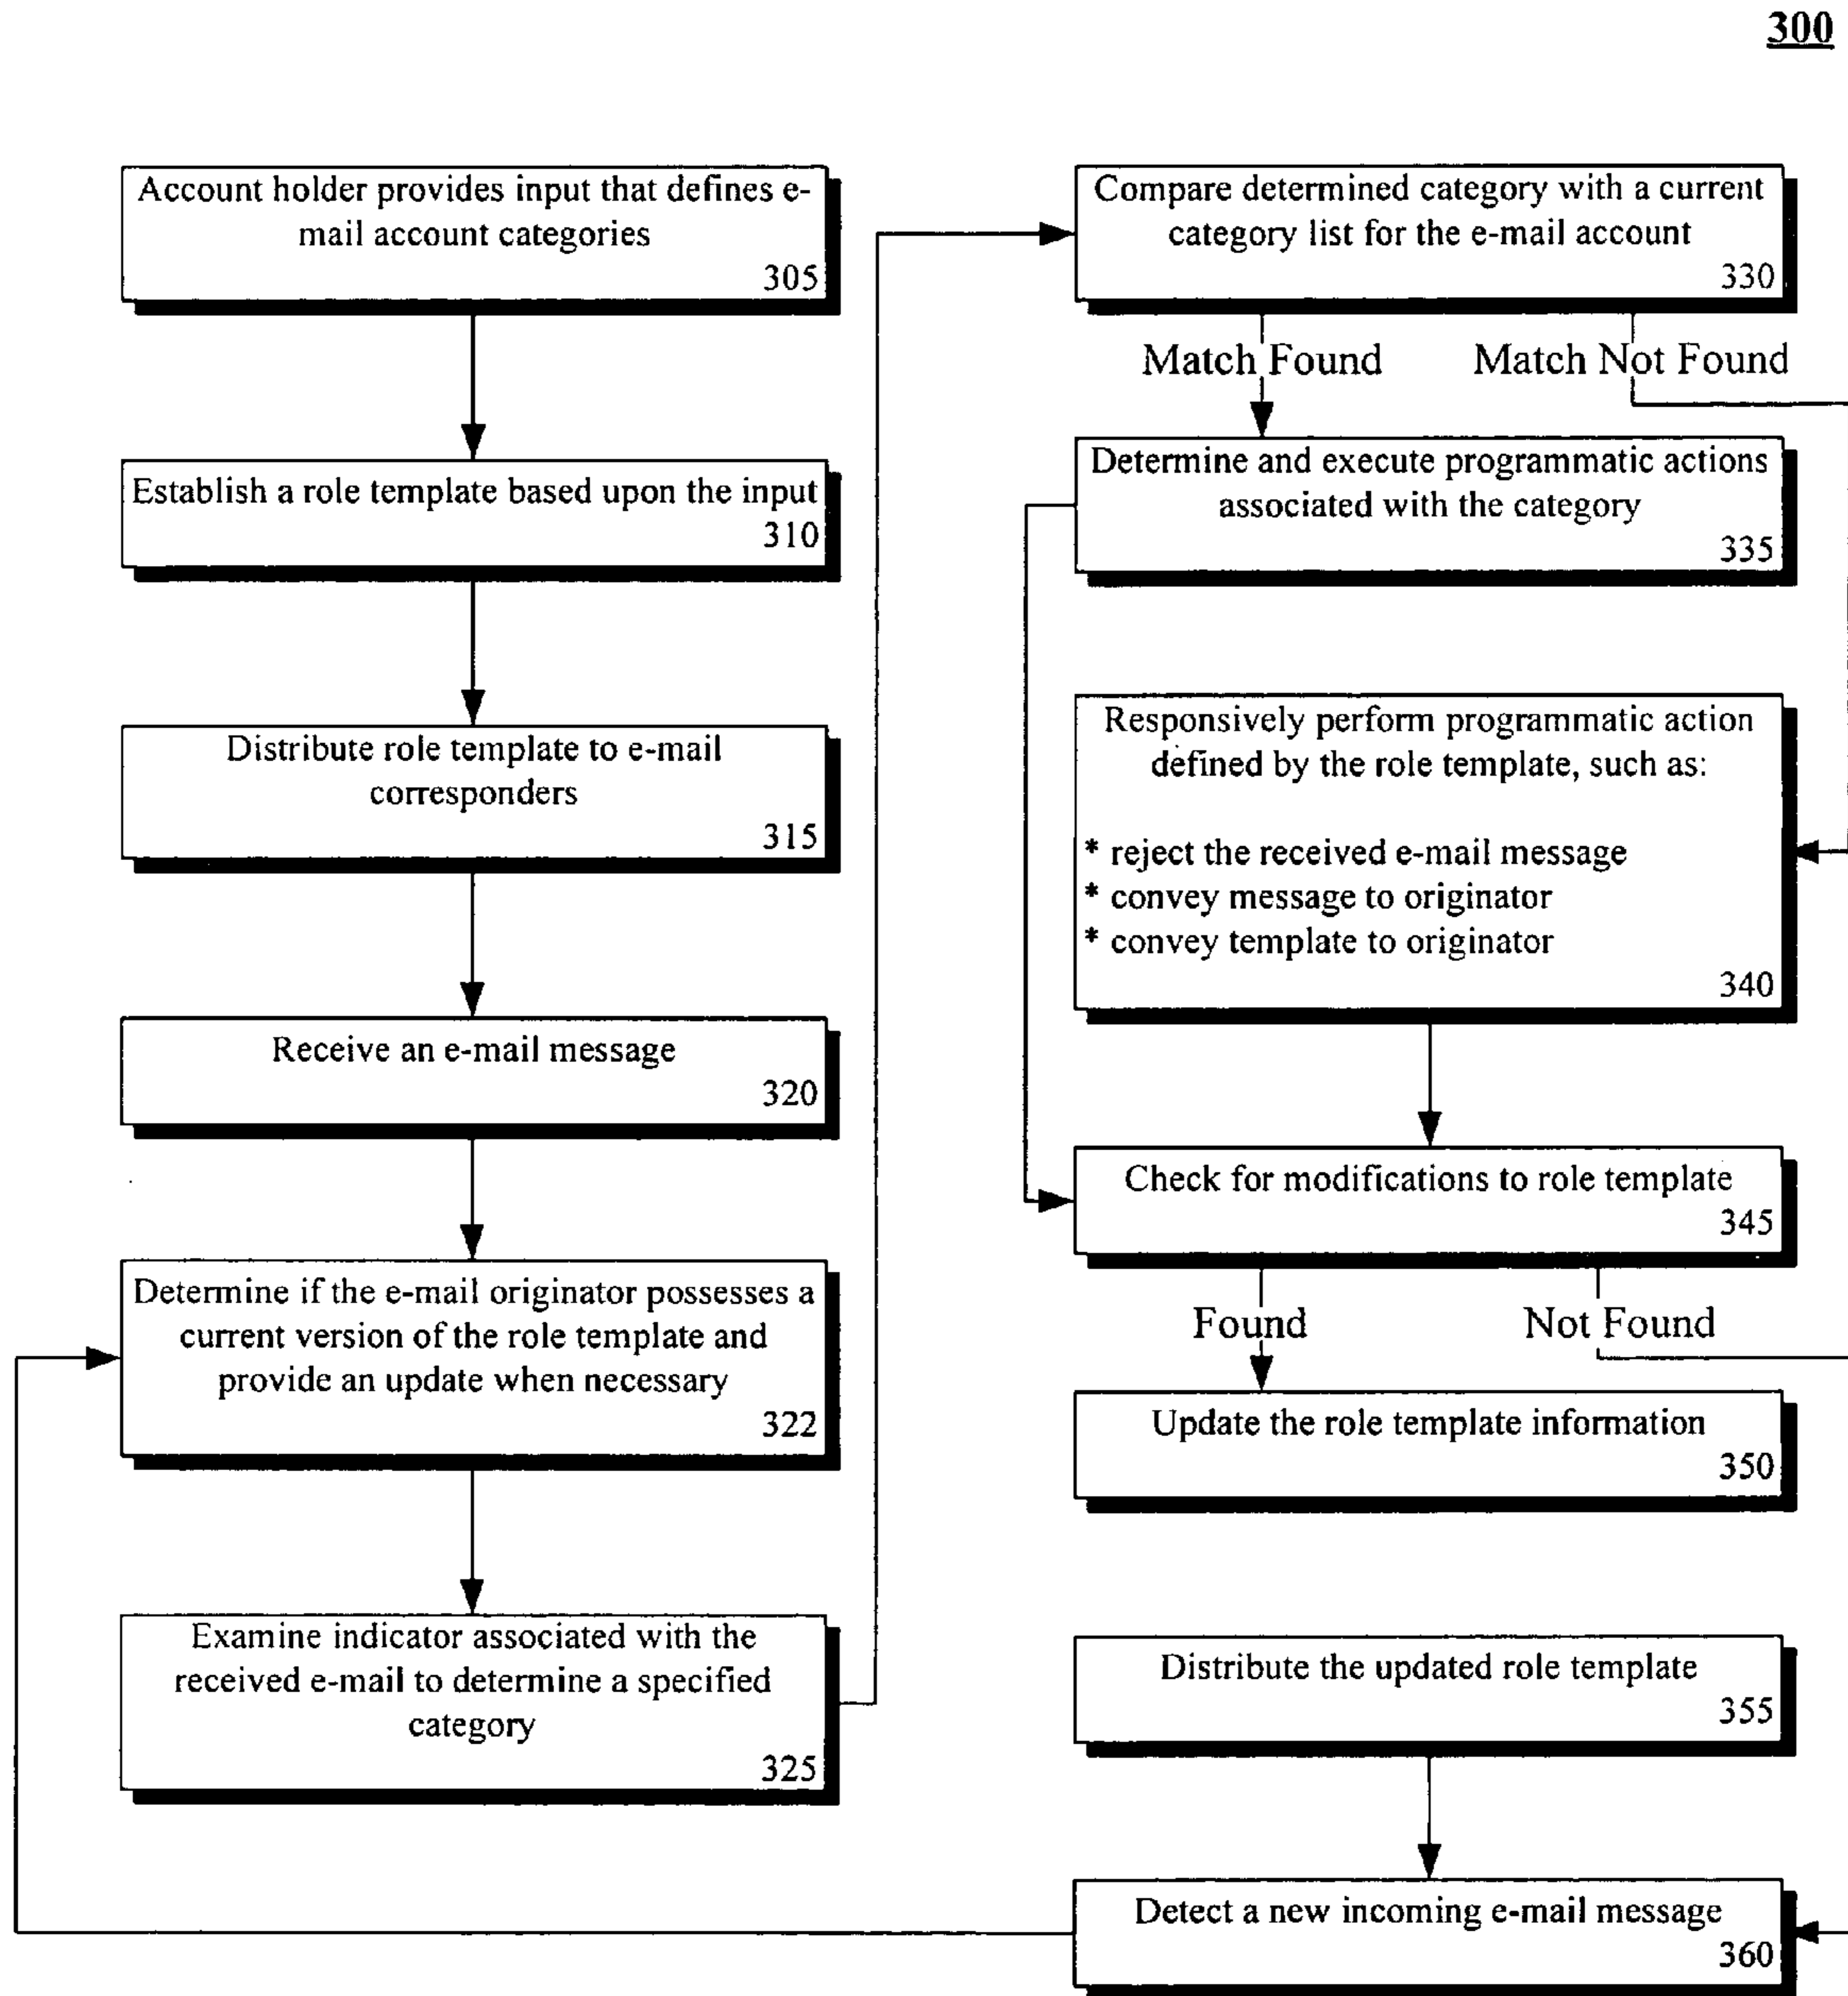 300
Account holder provides input that defines e-
mail account categories
305
Establish a role template based upon the input
310
Distribute role template to e-mail
corresponders
315
Receive an e-mail message
320
Determine if the e-mail originator possesses a
current version of the role template and
provide an update when necessary
322
Examine indicator associated with the
received e-mail to determine a specified
category
325
Compare determined category with a current
category list for the e-mail account
330
Match Found
Match Not Found
Determine and execute programmatic actions
associated with the category
335
Responsively perform programmatic action
defined by the role template, such as:
* reject the received e-mail message
* convey message to originator
* convey template to originator
340
Check for modifications to role template
345
Found
Not Found
Update the role template information
350
Distribute the updated role template
355
Detect a new incoming e-mail message
360